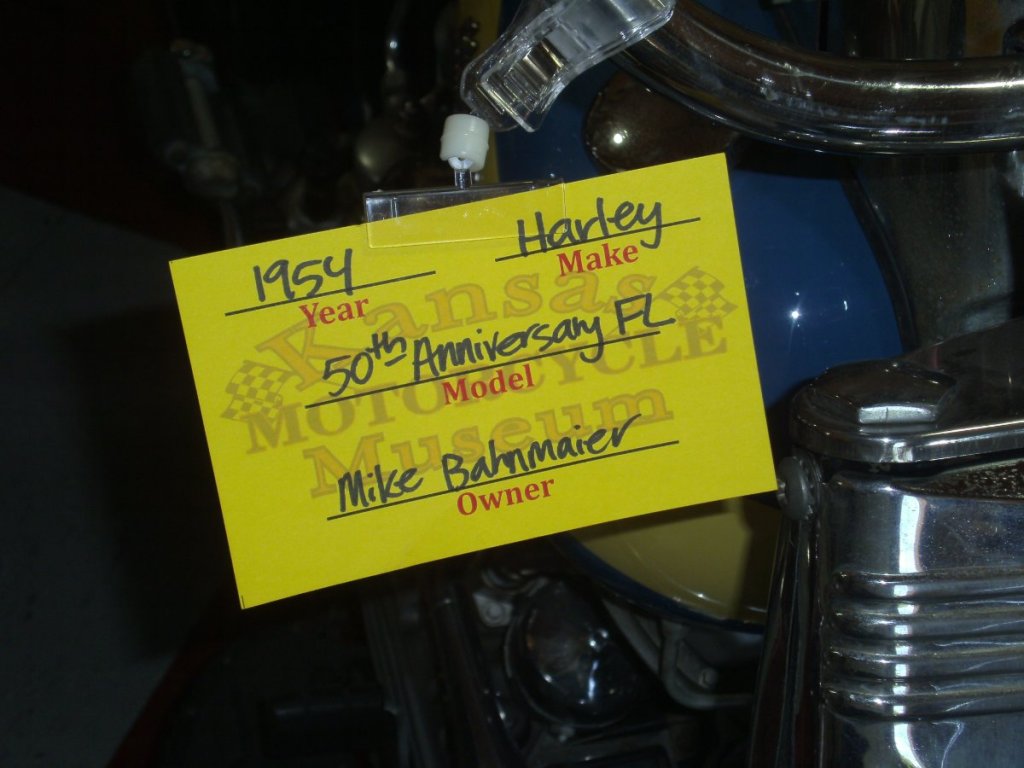 1954 Harley
Year Make
Kansas
50th Anniversary FL
Model
MOTORCYCLE
Museum
Mike Bahnmaier
Owner